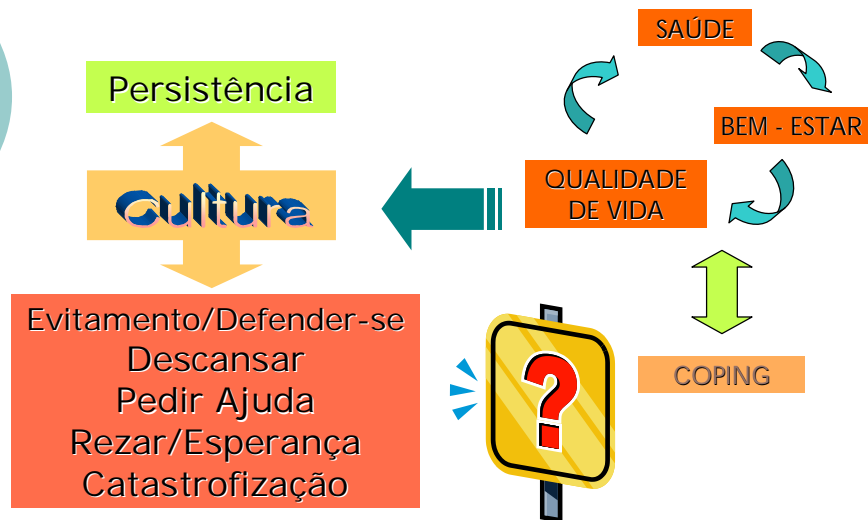 Persistência
Cultura
Evitamento/Defender-se
Descansar
Pedir Ajuda
Rezar/Esperança
Catastrofização
SAÚDE
BEM - ESTAR
QUALIDADE
DE VIDA
COPING
?